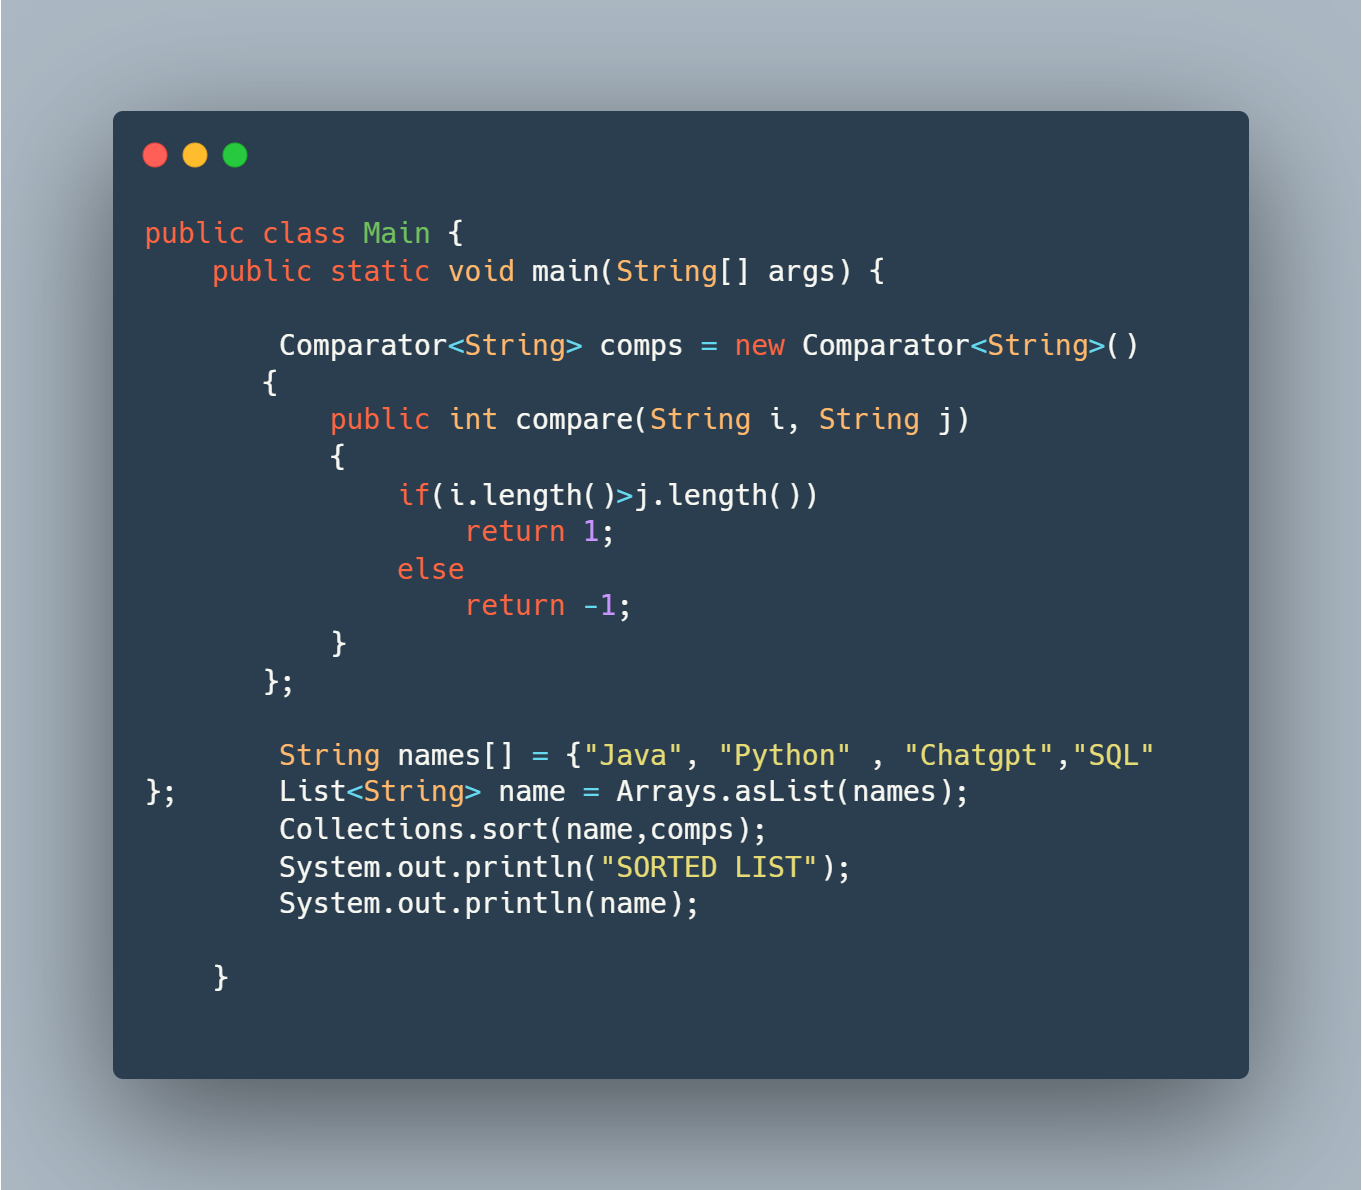 public class Main {
    public static void main(String[] args) {

        Comparator<String> comps = new Comparator<String>()
       {
           public int compare(String i, String j)
           {
               if(i.length()>j.length())
                   return 1;
               else
                   return -1;
           }
       };

        String names[] = {"Java", "Python" , "Chatgpt","SQL"
};      List<String> name = Arrays.asList(names);
        Collections.sort(name,comps);
        System.out.println("SORTED LIST");
        System.out.println(name);

    }